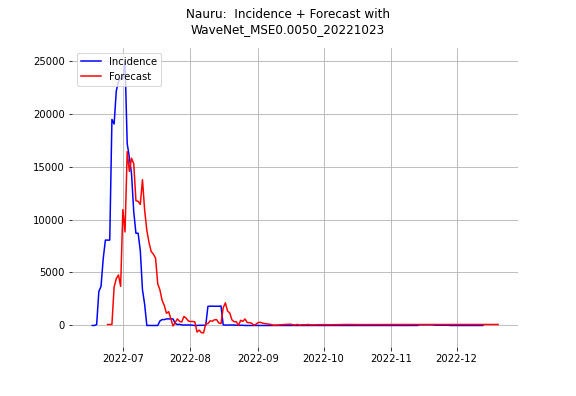 Nauru:  Incidence + Forecast with
WaveNet_MSE0.0050_20221023
Incidence
Forecast
25000
20000
15000
10000
5000
0
2022-07 2022-08 2022-09 2022-10 2022-11 2022-12